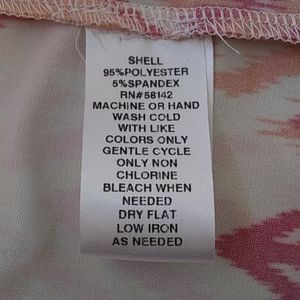 SHELL
95%POLYESTER
5%SPANDEX
RN#58142
MACHINE OR HAND
WASH COLD
WITH LIKE
COLORS ONLY
GENTLE CYCLE
ONLY NON
CHLORINE
BLEACH WHEN
NEEDED
DRY FLAT
LOW IRON
AS NEEDED